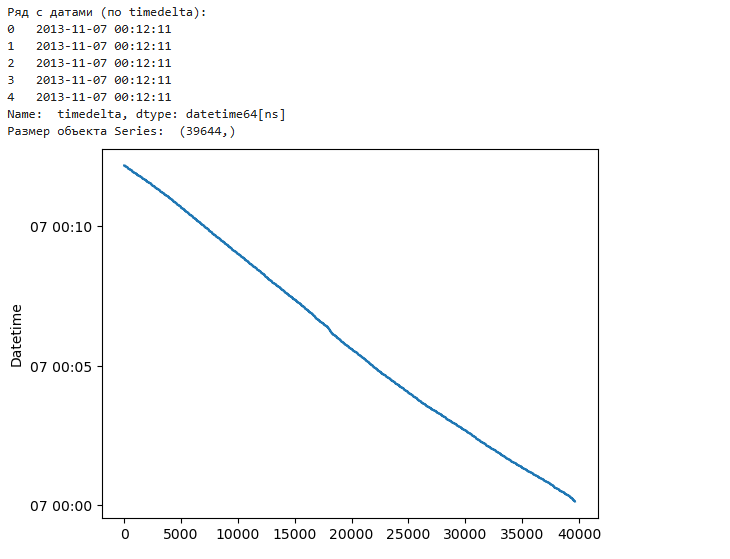 Ряд с датами (по timedelta):
0   2013-11-07 00:12:11
1   2013-11-07 00:12:11
2   2013-11-07 00:12:11
3   2013-11-07 00:12:11
4   2013-11-07 00:12:11
Name:  timedelta, dtype: datetime64[ns]
Размер объекта Series:  (39644,)
07 00:10
07 00:05
07 00:00
Datetime
0 5000 10000 15000 20000 25000 30000 35000 40000